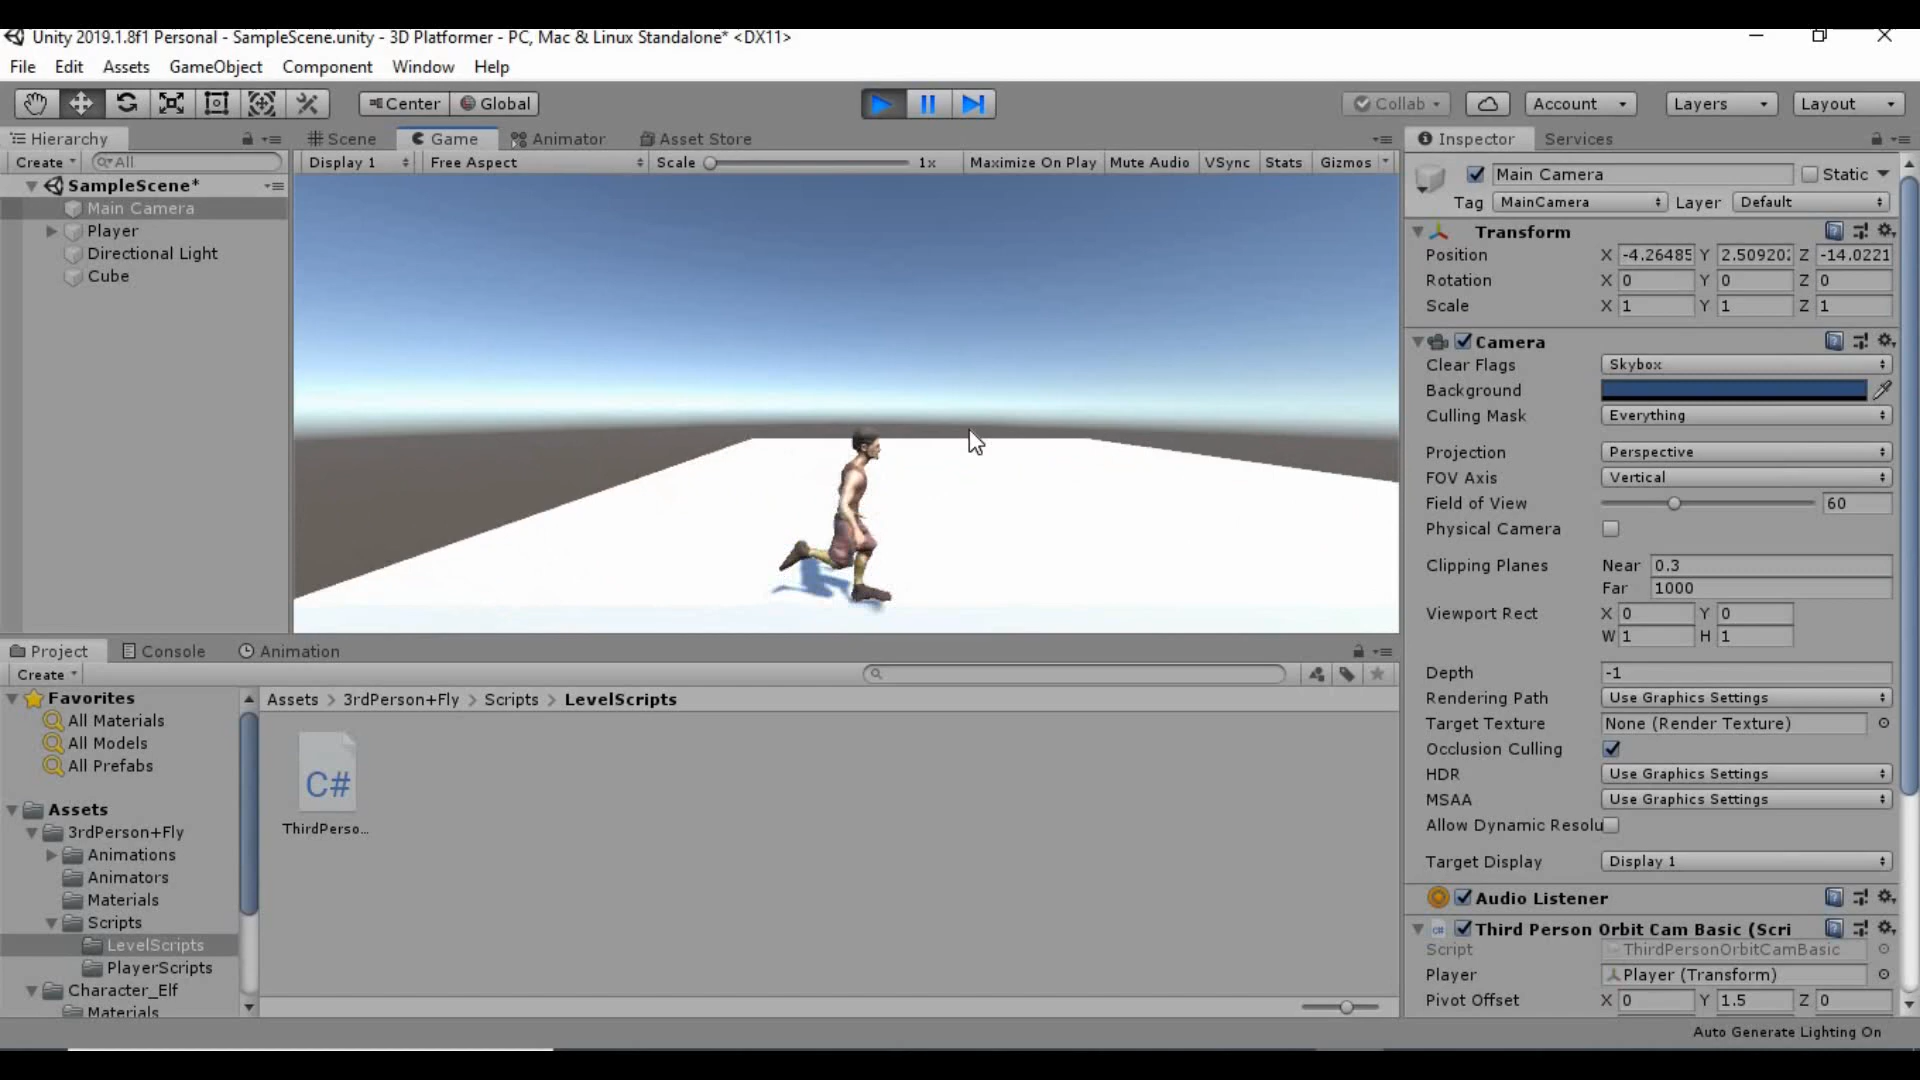 Unity 2019.1.8f1 Personal - SampleScene.unity - 3D Platformer - PC, Mac & Linux Standalone* <DX11>
File Edit Assets GameObject Component Window Help
Center Global Collab Account Layers Layout
Hierarchy
Create All
SampleScene*
Main Camera
Player
Directional Light
Cube
Scene Game Animator Asset Store
Display 1 Free Aspect Scale 1x Maximize On Play Mute Audio VSync Stats Gizmos
Inspector Services
Main Camera Static
Tag MainCamera Layer Default
Transform
Position X -4.26485 Y 2.50920 Z -14.0221
Rotation X 0 Y 0 Z 0
Scale X 1 Y 1 Z 1
Camera
Clear Flags Skybox
Background
Culling Mask Everything
Projection Perspective
FOV Axis Vertical
Field of View 60
Physical Camera
Clipping Planes Near 0.3
Far 1000
Viewport Rect X 0 Y 0
W 1 H 1
Depth -1
Rendering Path Use Graphics Settings
Target Texture None (Render Texture)
Occlusion Culling
HDR Use Graphics Settings
MSAA Use Graphics Settings
Allow Dynamic Resolu
Target Display Display 1
Audio Listener
Third Person Orbit Cam Basic (Scri
Script ThirdPersonOrbitCamBasic
Player Player (Transform)
Pivot Offset X 0 Y 1.5 Z 0
Project Console Animation
Create
Favorites
All Materials
All Models
All Prefabs
Assets
3rdPerson+Fly
Animations
Animators
Materials
Scripts
LevelScripts
PlayerScripts
Character_Elf
Materials
Assets > 3rdPerson+Fly > Scripts > LevelScripts
C#
ThirdPerso...
Auto Generate Lighting On